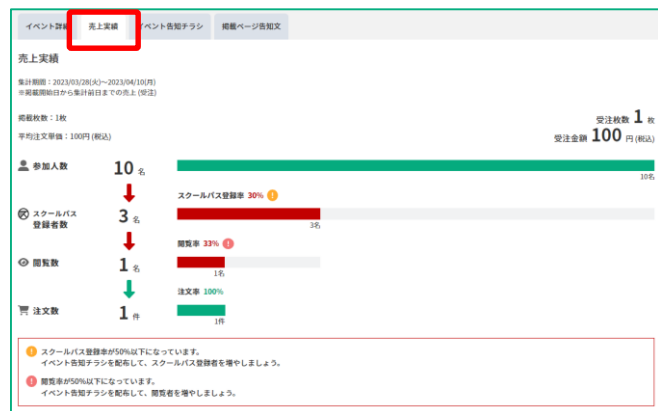 イベント詳細 売上実績 イベント告知チラシ 掲載ページ告知文
売上実績
集計期間：2023/03/28(火)～2023/04/10(月)
※掲載開始日から集計前日までの売上(受注)
掲載枚数：1枚
受注枚数 1 枚
平均注文単価：100円(税込)
受注金額 100 円(税込)
参加人数 10 名
10名
スクールパス登録率 30%
スクールパス
登録者数 3 名
3名
閲覧率 33%
閲覧数 1 名
1名
注文率 100%
注文数 1 件
1件
スクールパス登録率が50%以下になっています。
イベント告知チラシを配布して、スクールパス登録者を増やしましょう。
閲覧率が50%以下になっています。
イベント告知チラシを配布して、閲覧者を増やしましょう。